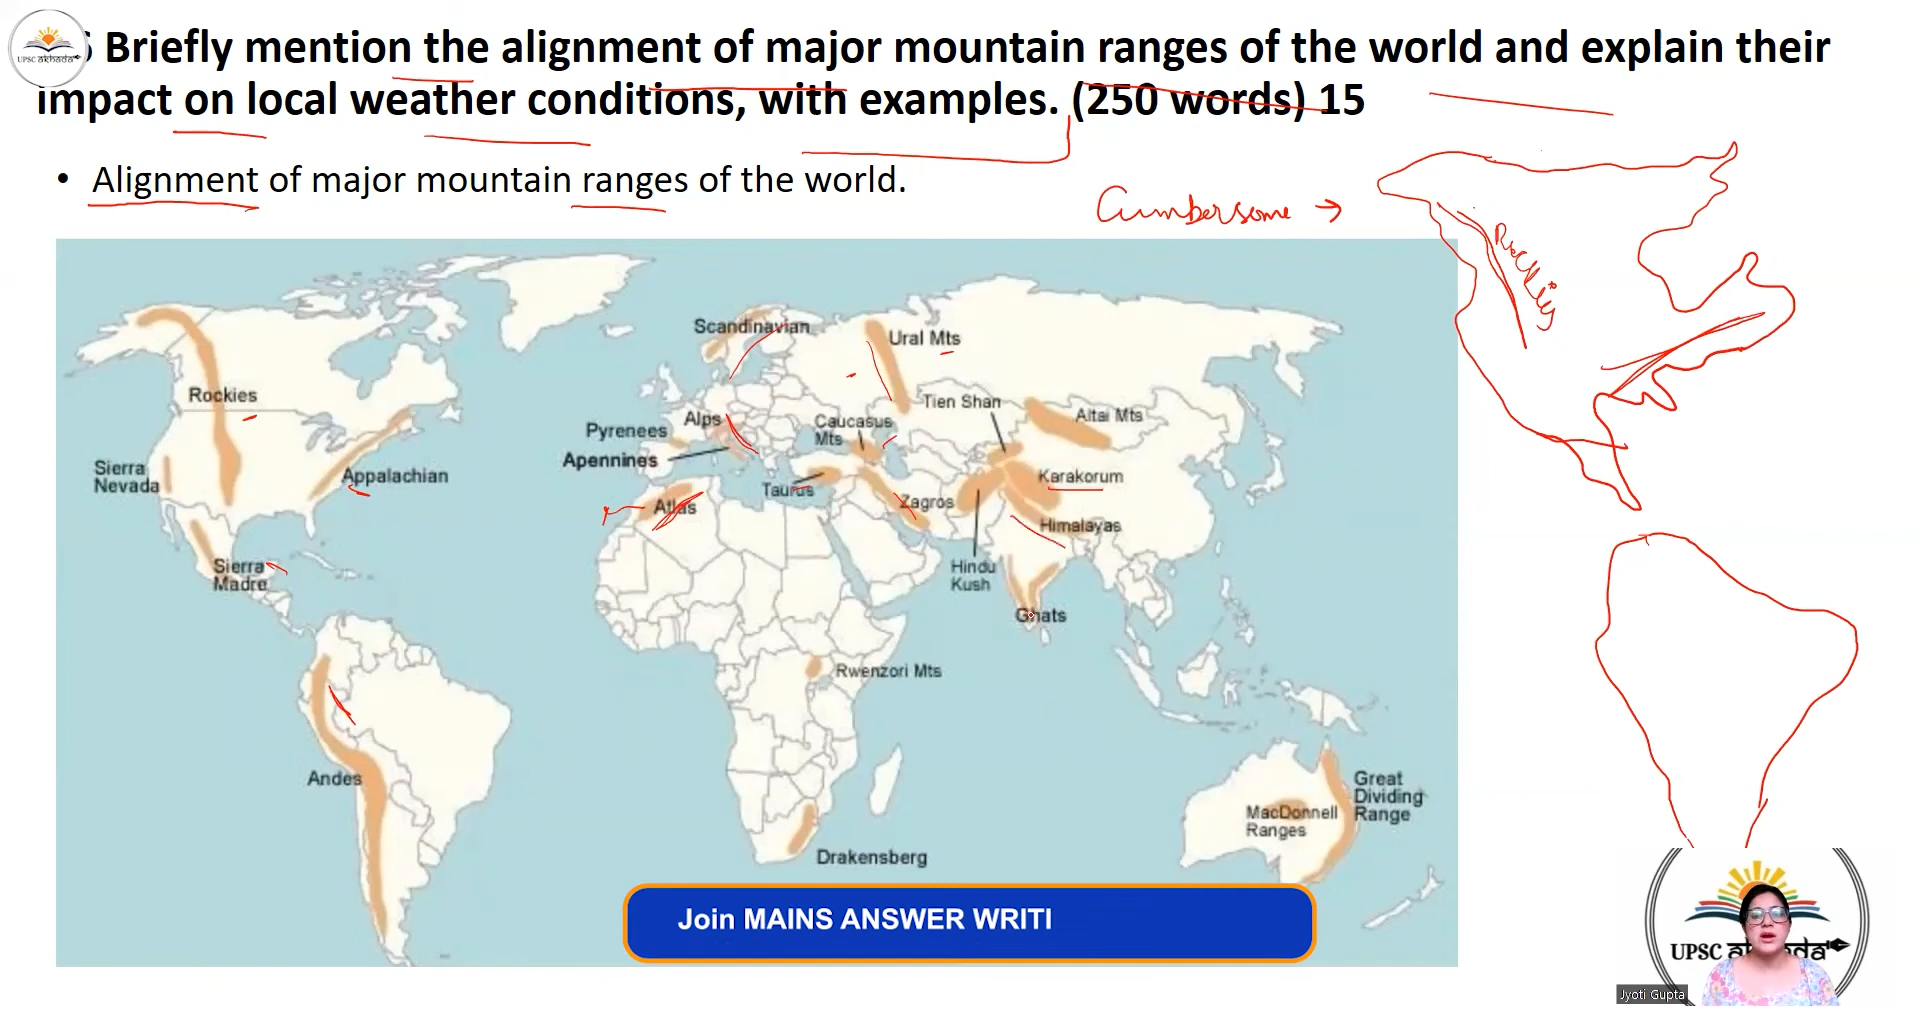 6 Briefly mention the alignment of major mountain ranges of the world and explain their
impact on local weather conditions, with examples. (250 words) 15
UPSC akhada
• Alignment of major mountain ranges of the world.
Cumbersome →
Rockies
Scandinavian
Ural Mts
Rockies
Tien Shan
Altai Mts
Alps
Caucasus
Mts
Pyrenees
Apennines
Sierra
Nevada
Appalachian
Karakorum
Taurus
Zagros
Atlas
Himalayas
Sierra
Madre
Hindu
Kush
Ghats
Rwenzori Mts
Andes
Great
Dividing
Range
MacDonnell
Ranges
Drakensberg
Join MAINS ANSWER WRITI
UPSC
Jyoti Gupta